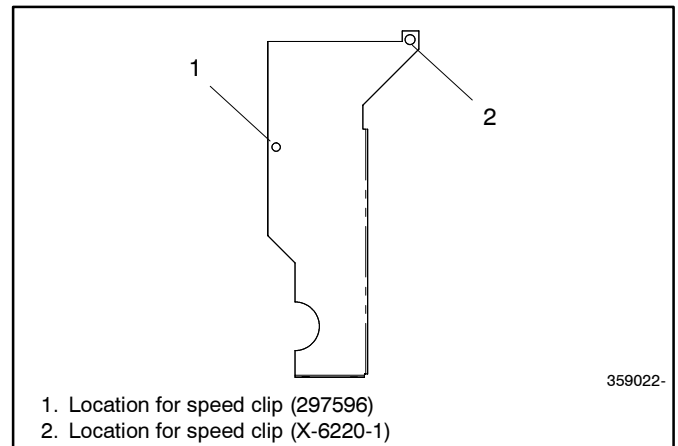 1
2
359022-
1. Location for speed clip (297596)
2. Location for speed clip (X-6220-1)